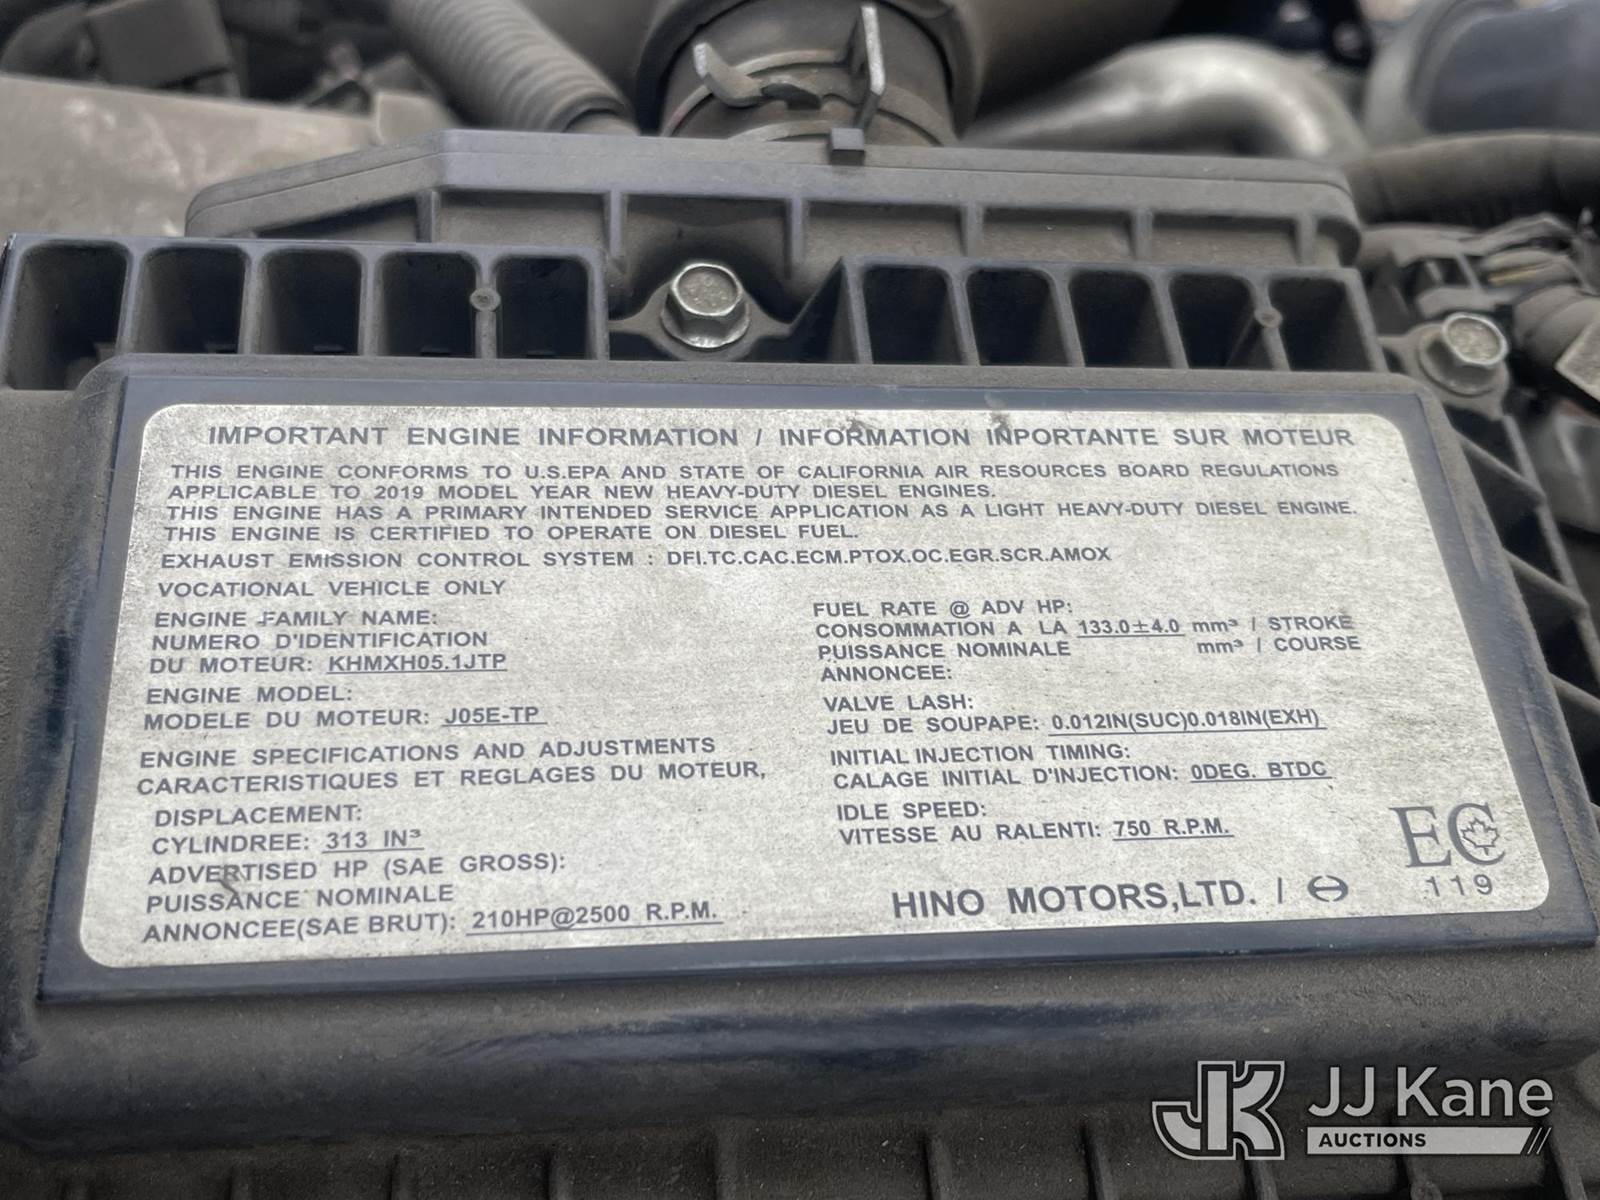 IMPORTANT ENGINE INFORMATION / INFORMATION INPORTANTE SUR MOTEUR
THIS ENGINE CONFORMS TO U.S.EPA AND STATE OF CALIFORNIA AIR RESOURCES BOARD REGULATIONS
APPLICABLE TO 2019 MODEL YEAR NEW HEAVY-DUTY DIESEL ENGINES.
THIS ENGINE HAS A PRIMARY INTENDED SERVICE APPLICATION AS A LIGHT HEAVY-DUTY DIESEL ENGINE.
THIS ENGINE IS CERTIFIED TO OPERATE ON DIESEL FUEL.
EXHAUST EMISSION CONTROL SYSTEM : DFI.TC.CAC.ECM.PTOX.OC.EGR.SCR.AMOX
VOCATIONAL VEHICLE ONLY
ENGINE FAMILY NAME:
NUMERO D'IDENTIFICATION
DU MOTEUR: KHMXH05.1JTP
ENGINE MODEL:
MODELE DU MOTEUR: J05E-TP
ENGINE SPECIFICATIONS AND ADJUSTMENTS
CARACTERISTIQUES ET REGLAGES DU MOTEUR,
DISPLACEMENT:
CYLINDREE: 313 IN³
ADVERTISED HP (SAE GROSS):
PUISSANCE NOMINALE
ANNONCEE(SAE BRUT): 210HP@2500 R.P.M.
FUEL RATE @ ADV HP:
CONSOMMATION A LA 133.0±4.0 mm³ / STROKE
PUISSANCE NOMINALE mm³ / COURSE
ANNONCEE:
VALVE LASH:
JEU DE SOUPAPE: 0.012IN(SUC)0.018IN(EXH)
INITIAL INJECTION TIMING:
CALAGE INITIAL D'INJECTION: 0DEG. BTDC
IDLE SPEED:
VITESSE AU RALENTI: 750 R.P.M.
HINO MOTORS,LTD. /
EC
119
JK JJ Kane
AUCTIONS